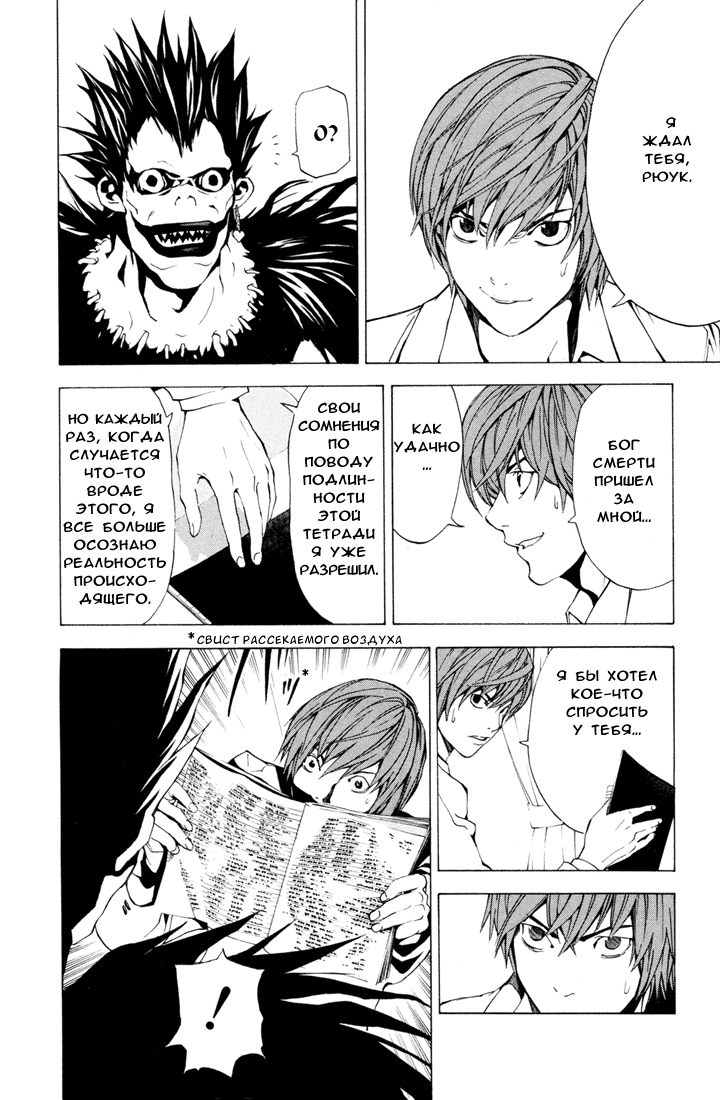 Я
ЖДАЛ
ТЕБЯ,
РЮУК.
О?
БОГ
СМЕРТИ
ПРИШЕЛ
ЗА
МНОЙ...
КАК
УДАЧНО
...
СВОИ
СОМНЕНИЯ
ПО
ПОВОДУ
ПОДЛИН-
НОСТИ
ЭТОЙ
ТЕТРАДИ
Я УЖЕ
РАЗРЕШИЛ.
НО КАЖДЫЙ
РАЗ, КОГДА
СЛУЧАЕТСЯ
ЧТО-ТО
ВРОДЕ
ЭТОГО, Я
ВСЕ БОЛЬШЕ
ОСОЗНАЮ
РЕАЛЬНОСТЬ
ПРОИСХО-
ДЯЩЕГО.
Я БЫ ХОТЕЛ
КОЕ-ЧТО
СПРОСИТЬ
У ТЕБЯ...
*СВИСТ РАССЕКАЕМОГО ВОЗДУХА
*
!